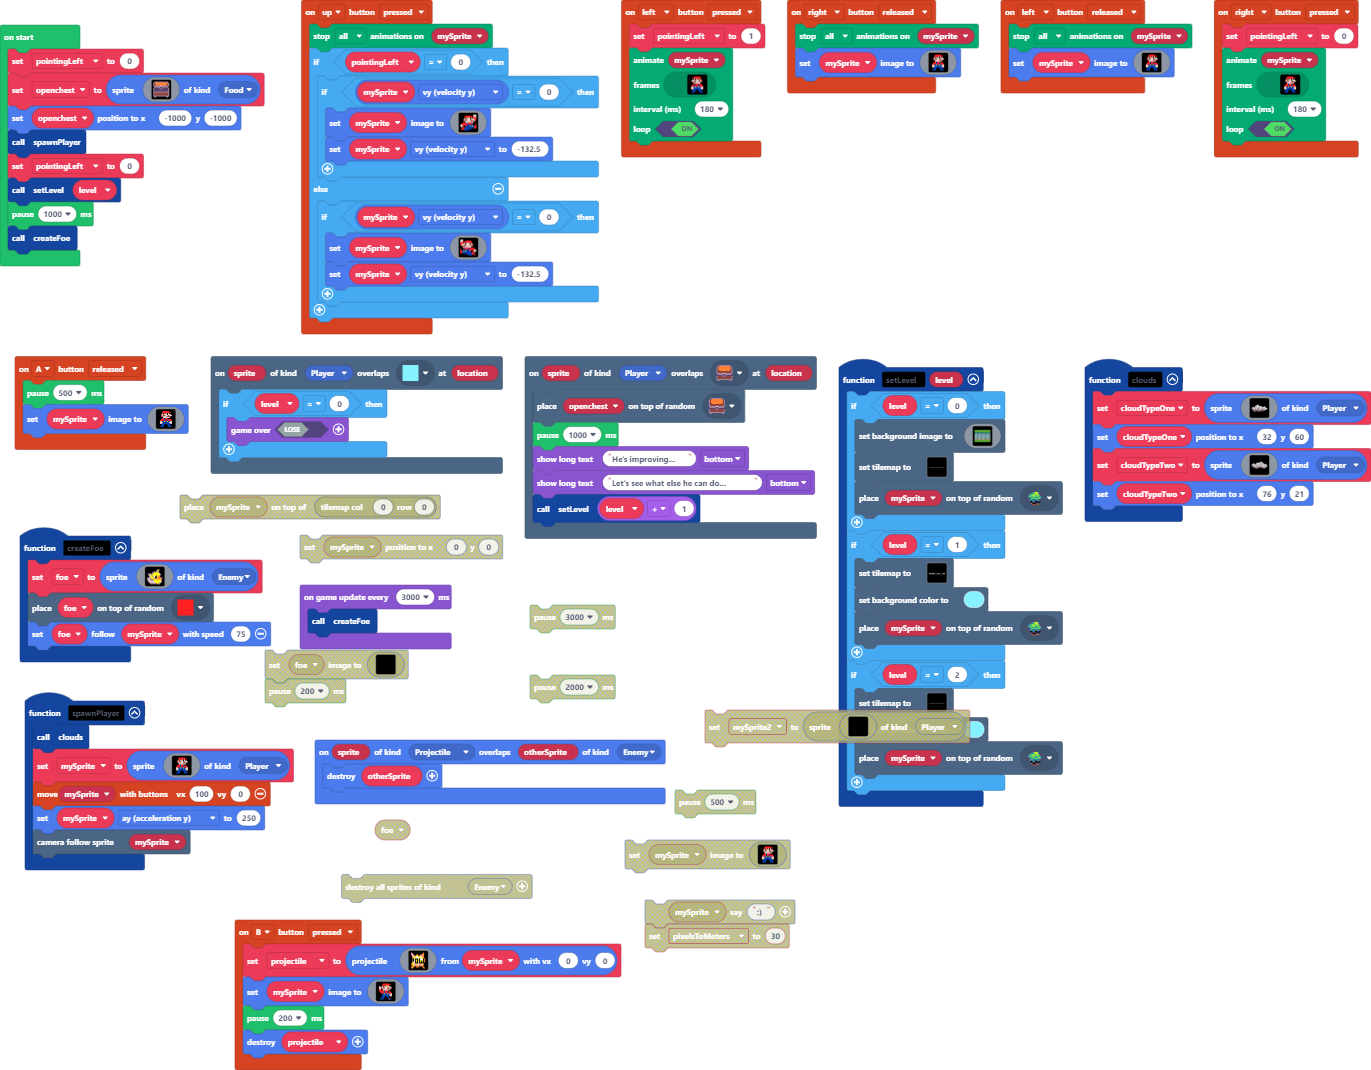 on start
set pointingLeft to 0
set openchest to sprite of kind Food
set openchest position to x -1000 y -1000
call spawnPlayer
set pointingLeft to 0
call setLevel level
pause 1000 ms
call createFoe
on up button pressed
stop all animations on mySprite
if pointingLeft = 0 then
if mySprite vy (velocity y) = 0 then
set mySprite image to
set mySprite vy (velocity y) to -132.5
else
if mySprite vy (velocity y) = 0 then
set mySprite image to
set mySprite vy (velocity y) to -132.5
on left button pressed
set pointingLeft to 1
animate mySprite
frames
interval (ms) 180
loop ON
on right button released
stop all animations on mySprite
set mySprite image to
on left button released
stop all animations on mySprite
set mySprite image to
on right button pressed
set pointingLeft to 0
animate mySprite
frames
interval (ms) 180
loop ON
on A button released
pause 500 ms
set mySprite image to
on sprite of kind Player overlaps at location
if level = 0 then
game over LOSE
on sprite of kind Player overlaps at location
place openchest on top of random
pause 1000 ms
show long text "He's improving... " bottom
show long text "Let's see what else he can do... " bottom
call setLevel level + 1
function setLevel level
if level = 0 then
set background image to
set tilemap to
place mySprite on top of random
if level = 1 then
set tilemap to
set background color to
place mySprite on top of random
if level = 2 then
set tilemap to
place mySprite on top of random
function clouds
set cloudTypeOne to sprite of kind Player
set cloudTypeOne position to x 32 y 60
set cloudTypeTwo to sprite of kind Player
set cloudTypeTwo position to x 76 y 21
place mySprite on top of tilemap col 0 row 0
set mySprite position to x 0 y 0
function createFoe
set foe to sprite of kind Enemy
place foe on top of random
set foe follow mySprite with speed 75
on game update every 3000 ms
call createFoe
pause 3000 ms
set foe image to
pause 200 ms
pause 2000 ms
set mySprite2 to sprite of kind Player
function spawnPlayer
call clouds
set mySprite to sprite of kind Player
move mySprite with buttons vx 100 vy 0
set mySprite ay (acceleration y) to 250
camera follow sprite mySprite
on sprite of kind Projectile overlaps otherSprite of kind Enemy
destroy otherSprite
pause 500 ms
foe
set mySprite image to
destroy all sprites of kind Enemy
mySprite say ":)"
set pixelsToMeters to 30
on B button pressed
set projectile to projectile POW from mySprite with vx 0 vy 0
set mySprite image to
pause 200 ms
destroy projectile